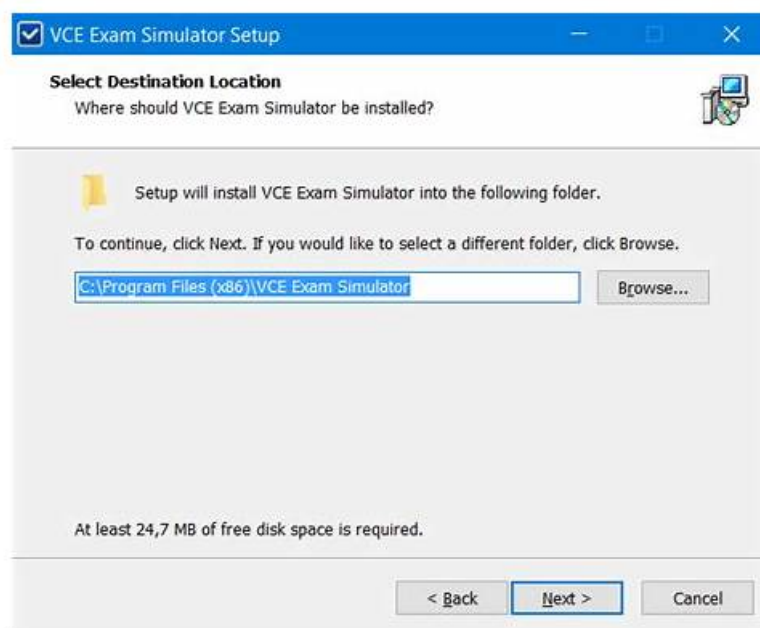 VCE Exam Simulator Setup
Select Destination Location
Where should VCE Exam Simulator be installed?
Setup will install VCE Exam Simulator into the following folder.
To continue, click Next. If you would like to select a different folder, click Browse.
C:\Program Files (x86)\VCE Exam Simulator
Browse...
At least 24,7 MB of free disk space is required.
< Back Next > Cancel